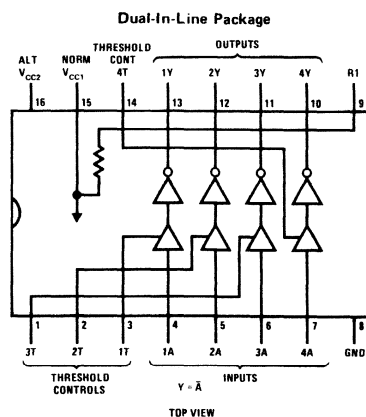 Dual-In-Line Package
ALT VCC2
NORM VCC1
THRESHOLD CONT 4T
OUTPUTS
1Y 2Y 3Y 4Y R1
16 15 14 13 12 11 10 9
1 2 3 4 5 6 7 8
3T 2T 1T 1A 2A 3A 4A GND
THRESHOLD CONTROLS
INPUTS
Y = Ā
TOP VIEW